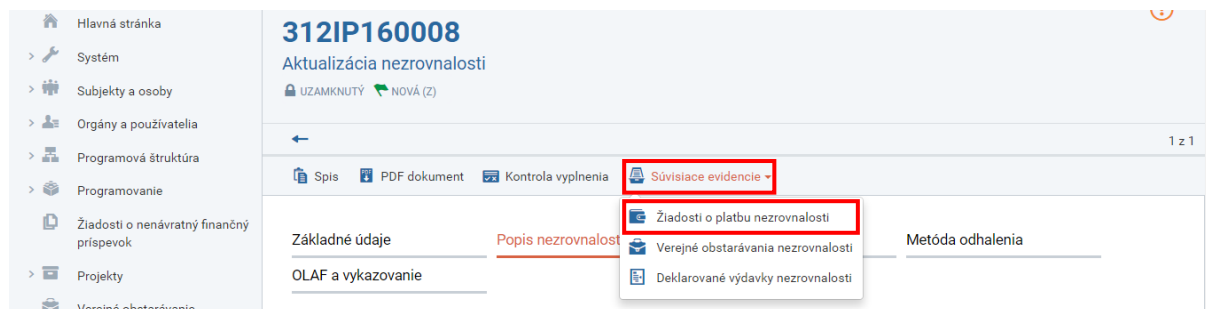 Hlavná stránka
Systém
Subjekty a osoby
Orgány a používatelia
Programová štruktúra
Programovanie
Žiadosti o nenávratný finančný
príspevok
Projekty
Verejné obstarávanie
312IP160008
Aktualizácia nezrovnalosti
UZAMKNUTÝ NOVÁ (Z)
1 z 1
Spis PDF dokument Kontrola vyplnenia Súvisiace evidencie
Žiadosti o platbu nezrovnalosti
Verejné obstarávania nezrovnalosti
Deklarované výdavky nezrovnalosti
Základné údaje Popis nezrovnalost Metóda odhalenia
OLAF a vykazovanie